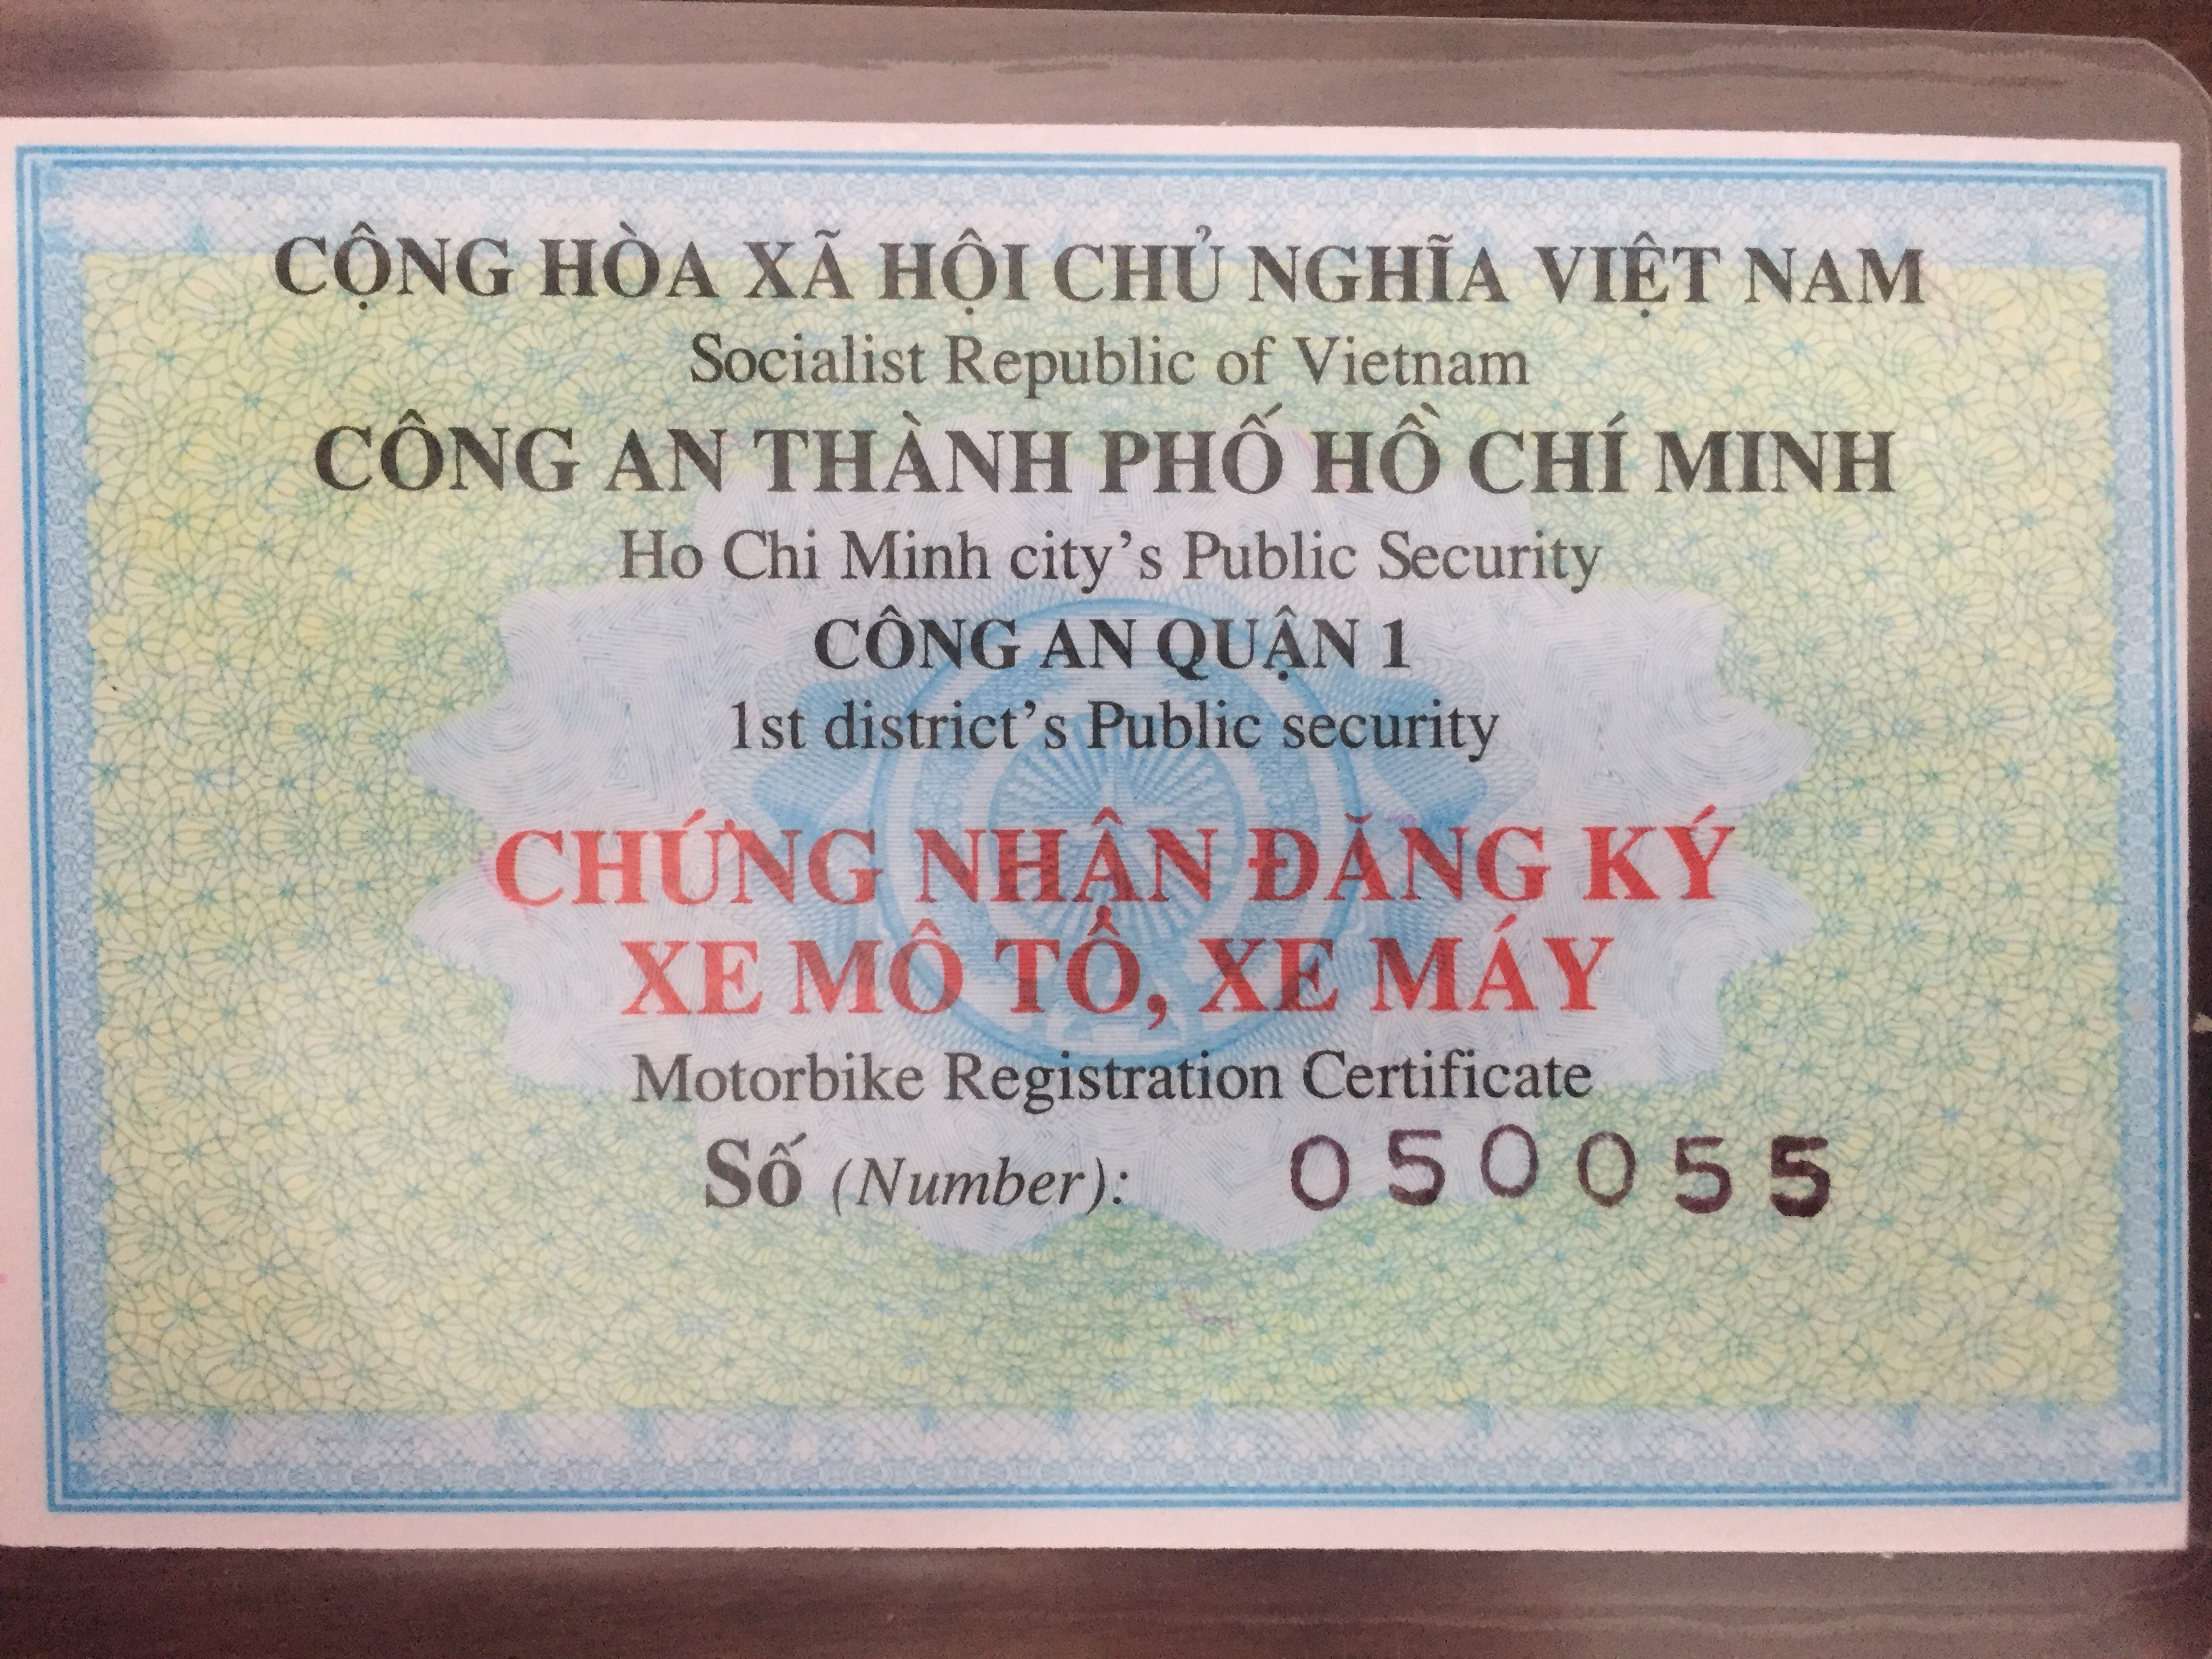 CỘNG HÒA XÃ HỘI CHỦ NGHĨA VIỆT NAM
Socialist Republic of Vietnam
CÔNG AN THÀNH PHỐ HỒ CHÍ MINH
Ho Chi Minh city's Public Security
CÔNG AN QUẬN 1
1st district's Public security
CHỨNG NHẬN ĐĂNG KÝ
XE MÔ TÔ, XE MÁY
Motorbike Registration Certificate
Số (Number): 050055